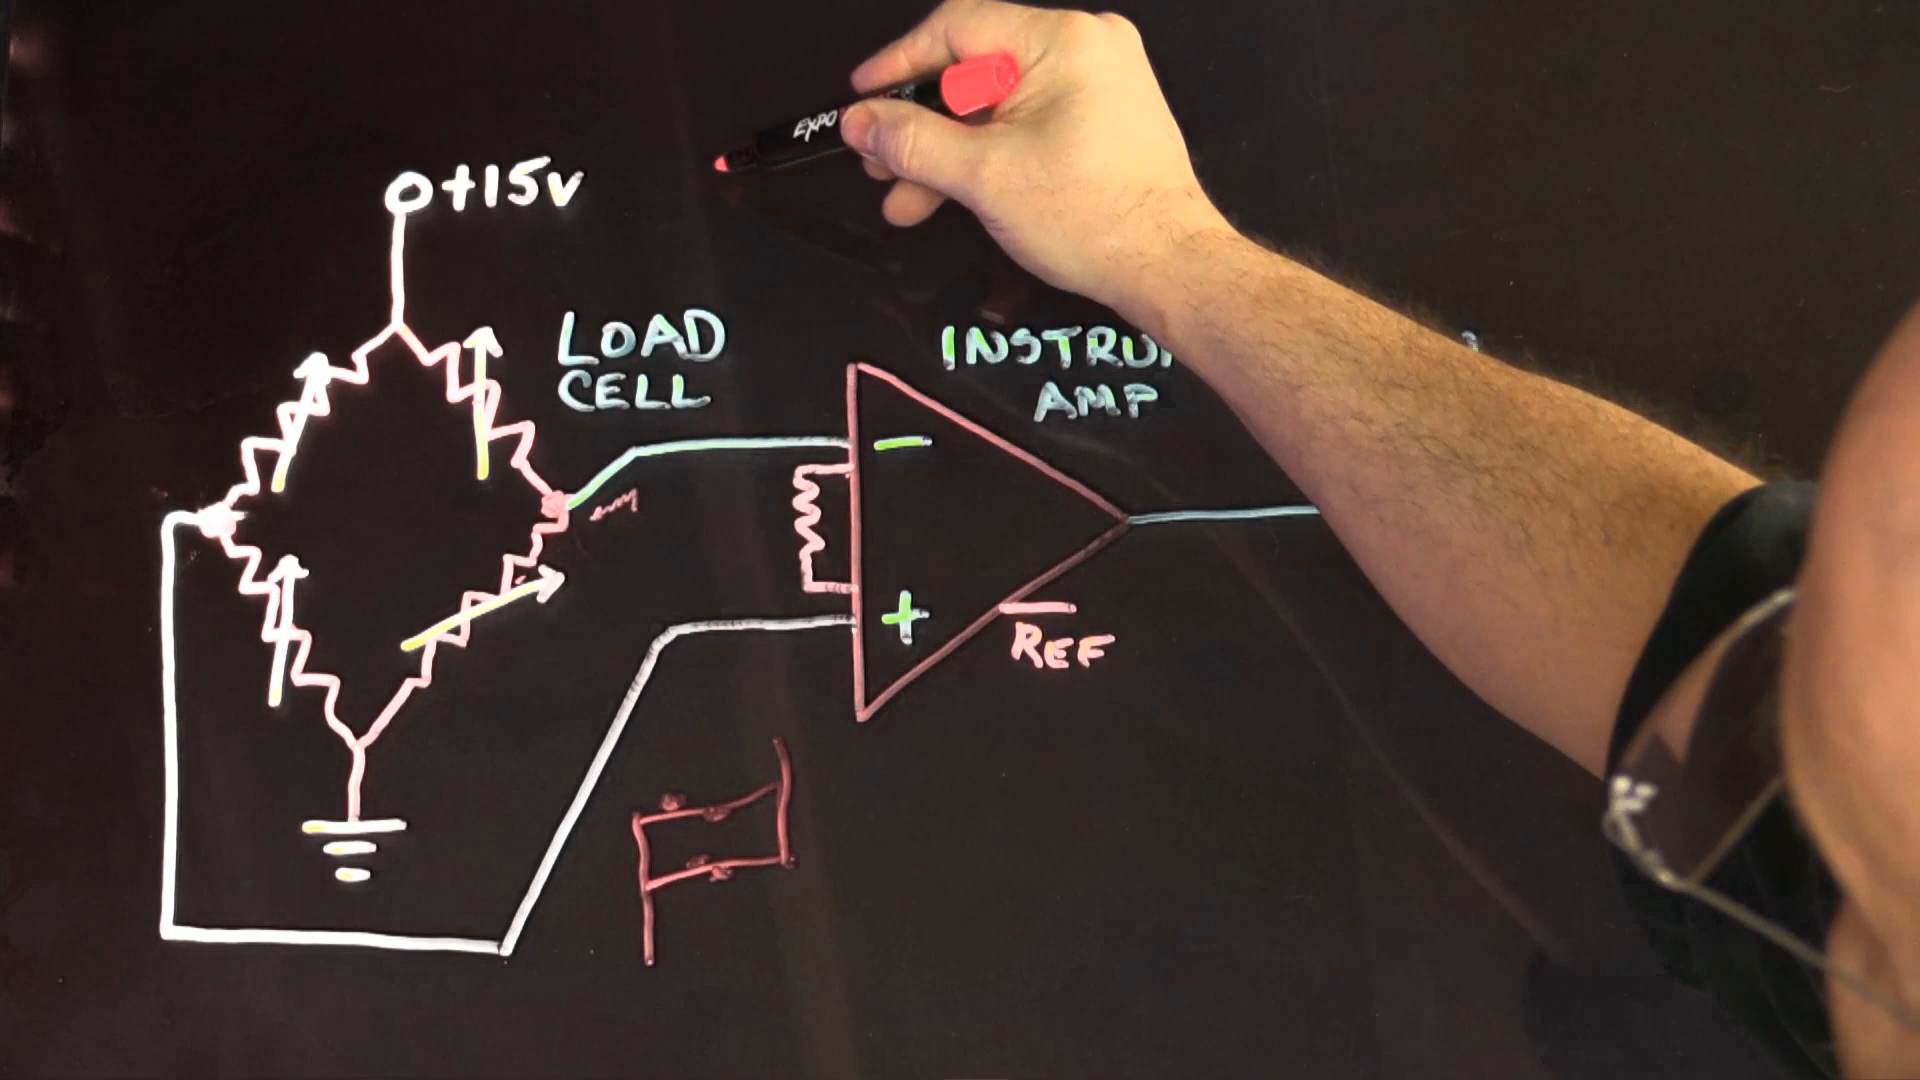 EXPO
+15V
LOAD
CELL
AMP
−
+
REF